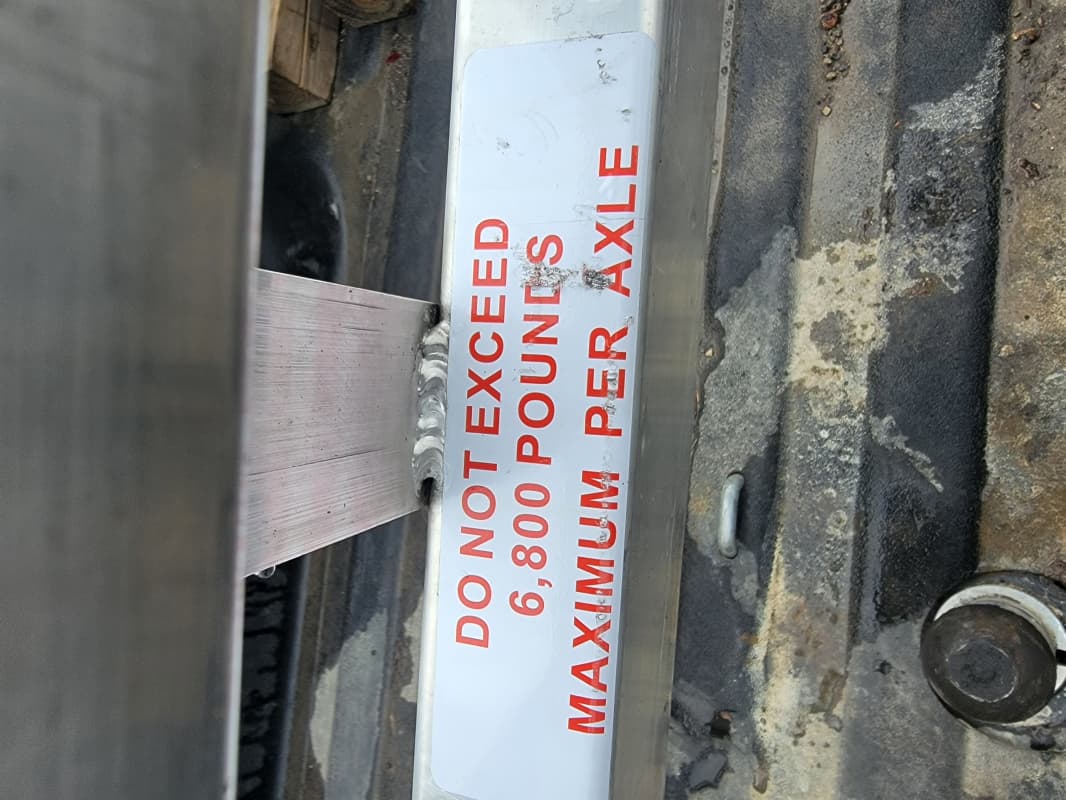 DO NOT EXCEED
6,800 POUNDS
MAXIMUM PER AXLE